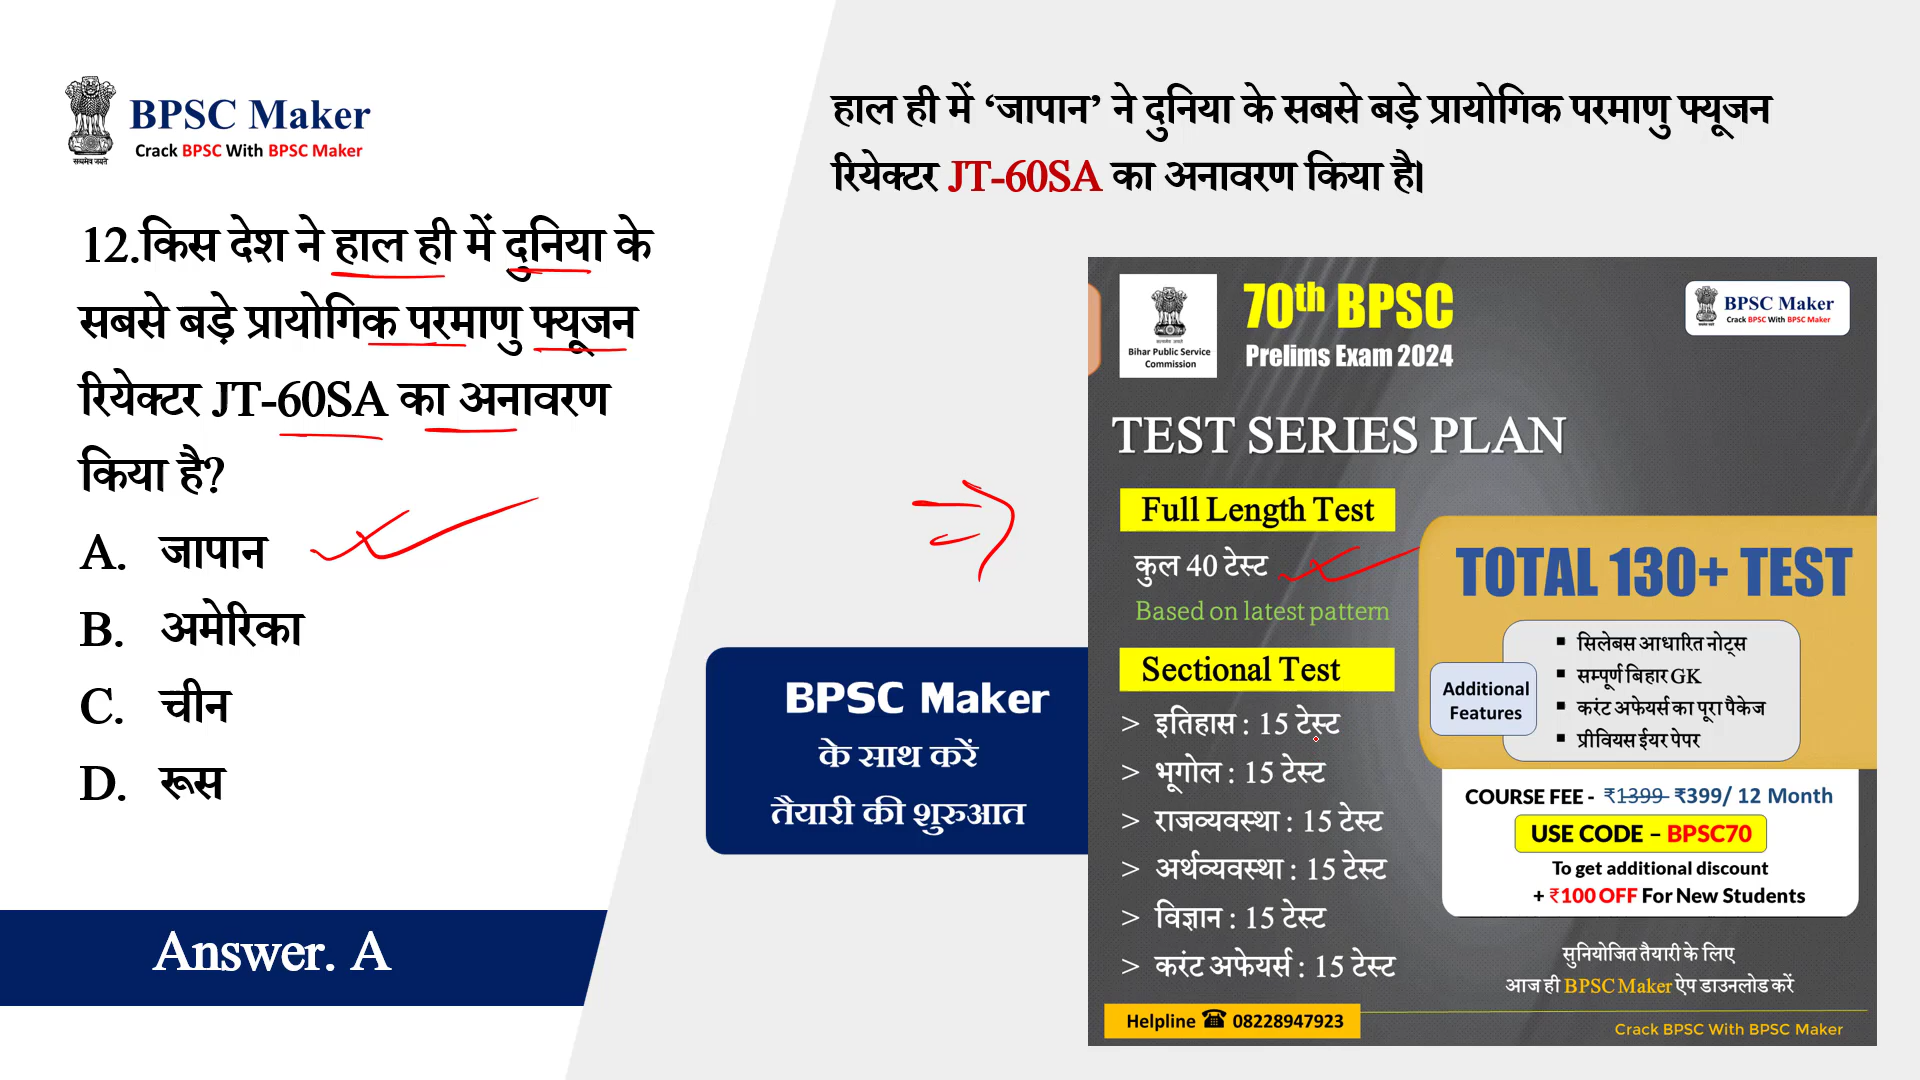 BPSC Maker
Crack BPSC With BPSC Maker
सत्यमेव जयते
12.किस देश ने हाल ही में दुनिया के
सबसे बड़े प्रायोगिक परमाणु फ्यूजन
रियेक्टर JT-60SA का अनावरण
किया है?
A. जापान
B. अमेरिका
C. चीन
D. रूस
Answer. A
हाल ही में ‘जापान’ ने दुनिया के सबसे बड़े प्रायोगिक परमाणु फ्यूजन
रियेक्टर JT-60SA का अनावरण किया है।
BPSC Maker
के साथ करें
तैयारी की शुरुआत
Bihar Public Service
Commission
70th BPSC
Prelims Exam 2024
BPSC Maker
Crack BPSC With BPSC Maker
TEST SERIES PLAN
Full Length Test
कुल 40 टेस्ट
Based on latest pattern
Sectional Test
> इतिहास : 15 टेस्ट
> भूगोल : 15 टेस्ट
> राजव्यवस्था : 15 टेस्ट
> अर्थव्यवस्था : 15 टेस्ट
> विज्ञान : 15 टेस्ट
> करंट अफेयर्स : 15 टेस्ट
Helpline ☎ 08228947923
TOTAL 130+ TEST
Additional
Features
▪ सिलेबस आधारित नोट्स
▪ सम्पूर्ण बिहार GK
▪ करंट अफेयर्स का पूरा पैकेज
▪ प्रीवियस ईयर पेपर
COURSE FEE - ₹1399 ₹399/ 12 Month
USE CODE – BPSC70
To get additional discount
+ ₹100 OFF For New Students
सुनियोजित तैयारी के लिए
आज ही BPSC Maker ऐप डाउनलोड करें
Crack BPSC With BPSC Maker